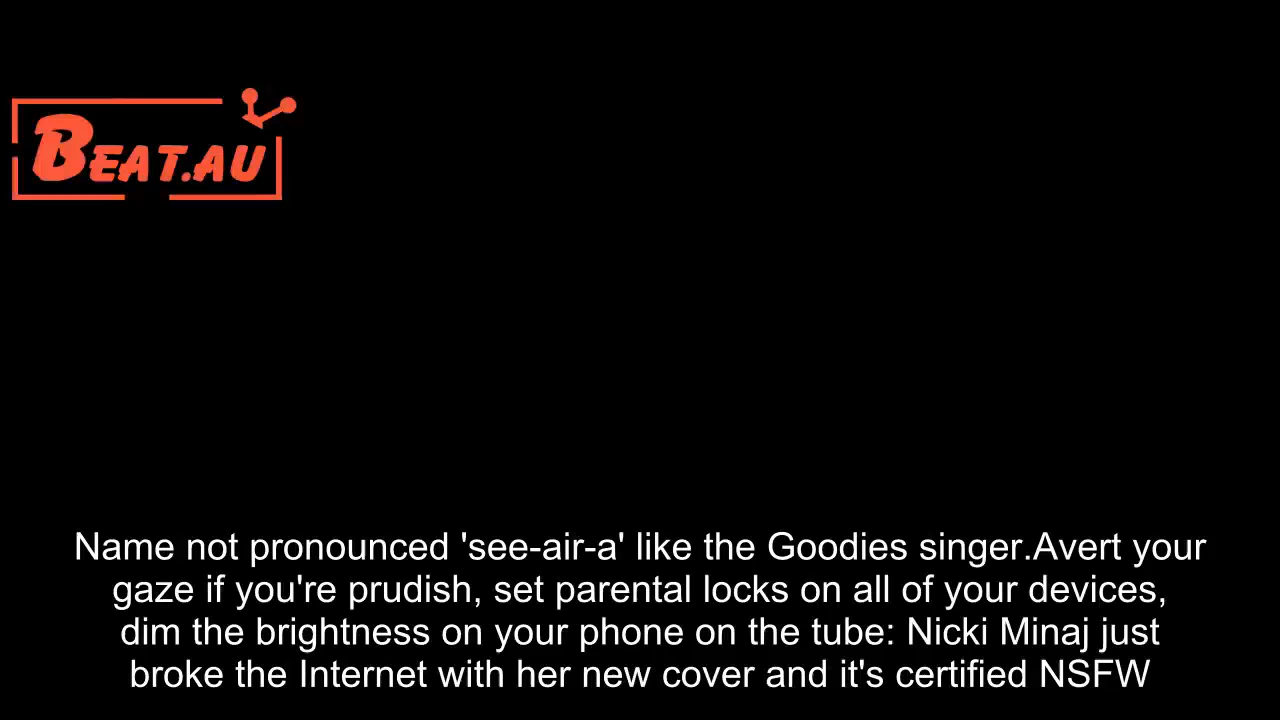 BEAT.AU
Name not pronounced 'see-air-a' like the Goodies singer.Avert your
gaze if you're prudish, set parental locks on all of your devices,
dim the brightness on your phone on the tube: Nicki Minaj just
broke the Internet with her new cover and it's certified NSFW